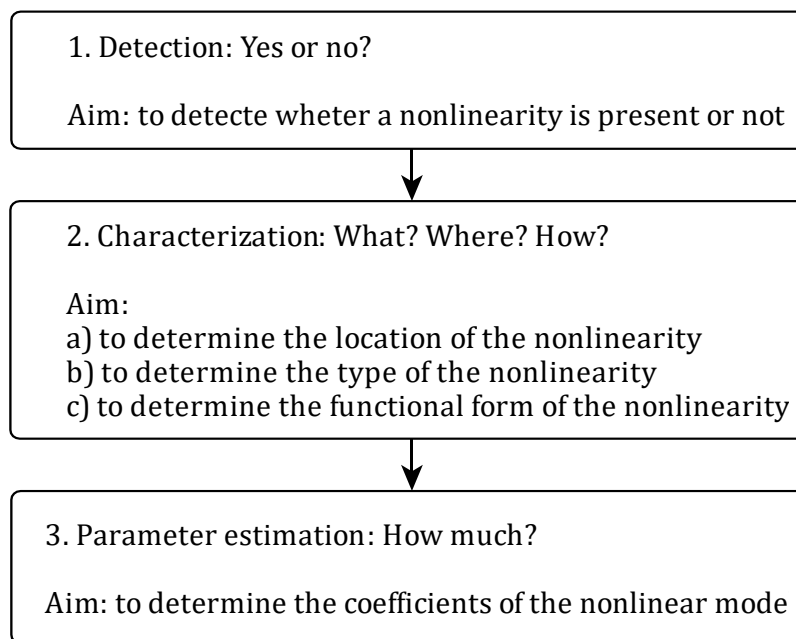 1. Detection: Yes or no?
Aim: to detecte wheter a nonlinearity is present or not
2. Characterization: What? Where? How?
Aim:
a) to determine the location of the nonlinearity
b) to determine the type of the nonlinearity
c) to determine the functional form of the nonlinearity
3. Parameter estimation: How much?
Aim: to determine the coefficients of the nonlinear mode